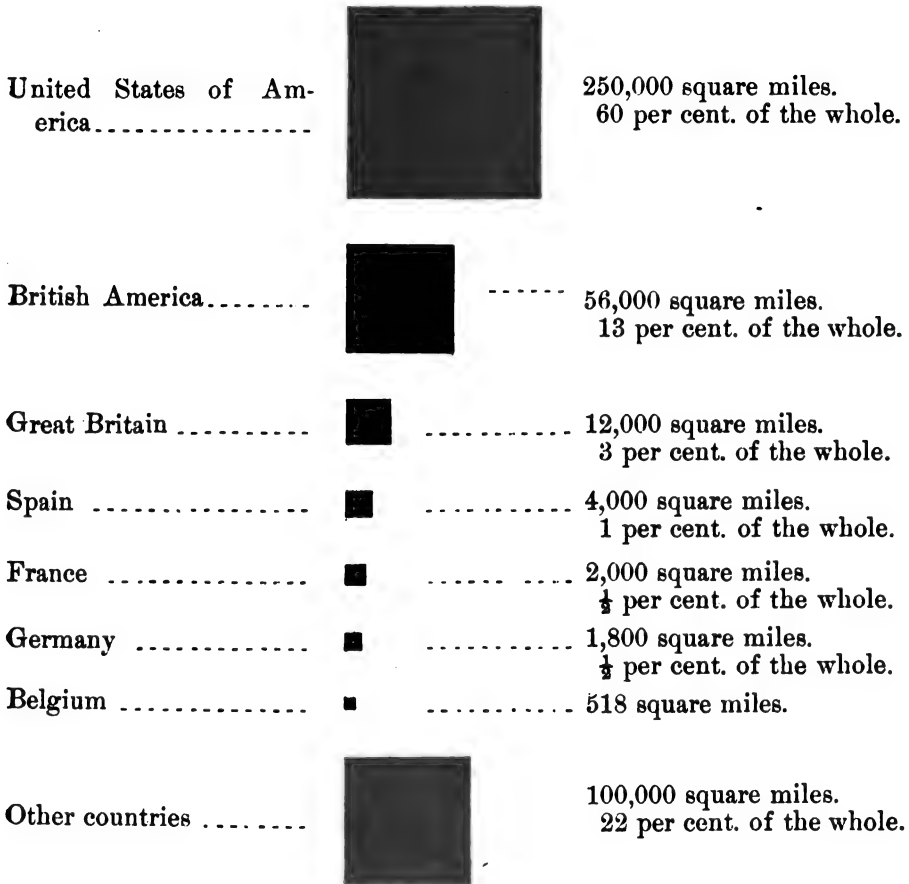 United States of Am-
erica................
250,000 square miles.
60 per cent. of the whole.
British America........ ......
56,000 square miles.
13 per cent. of the whole.
Great Britain .......... ........... 12,000 square miles.
3 per cent. of the whole.
Spain ................ ........... 4,000 square miles.
1 per cent. of the whole.
France ............... ........... 2,000 square miles.
½ per cent. of the whole.
Germany ............. ........... 1,800 square miles.
½ per cent. of the whole.
Belgium .............. ........... 518 square miles.
Other countries ........
100,000 square miles.
22 per cent. of the whole.